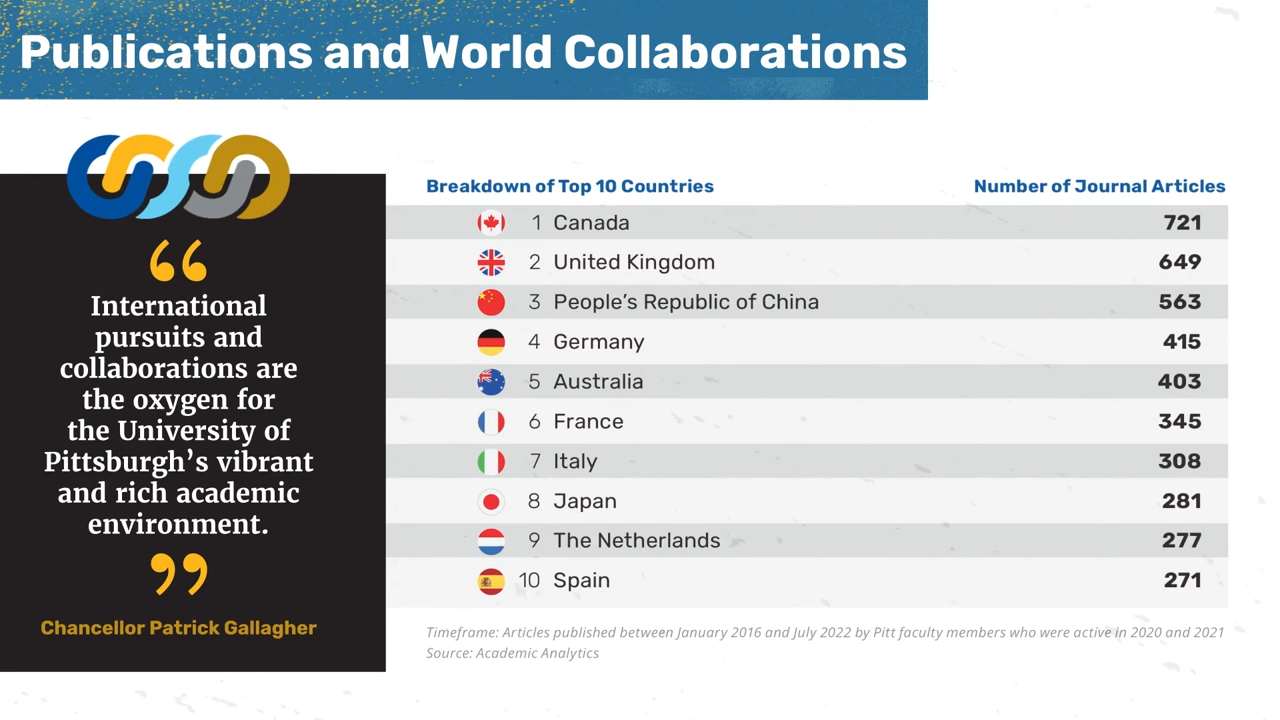 Publications and World Collaborations
“
International
pursuits and
collaborations are
the oxygen for
the University of
Pittsburgh’s vibrant
and rich academic
environment.
”
Chancellor Patrick Gallagher
Breakdown of Top 10 Countries Number of Journal Articles
1 Canada 721
2 United Kingdom 649
3 People’s Republic of China 563
4 Germany 415
5 Australia 403
6 France 345
7 Italy 308
8 Japan 281
9 The Netherlands 277
10 Spain 271
Timeframe: Articles published between January 2016 and July 2022 by Pitt faculty members who were active in 2020 and 2021
Source: Academic Analytics